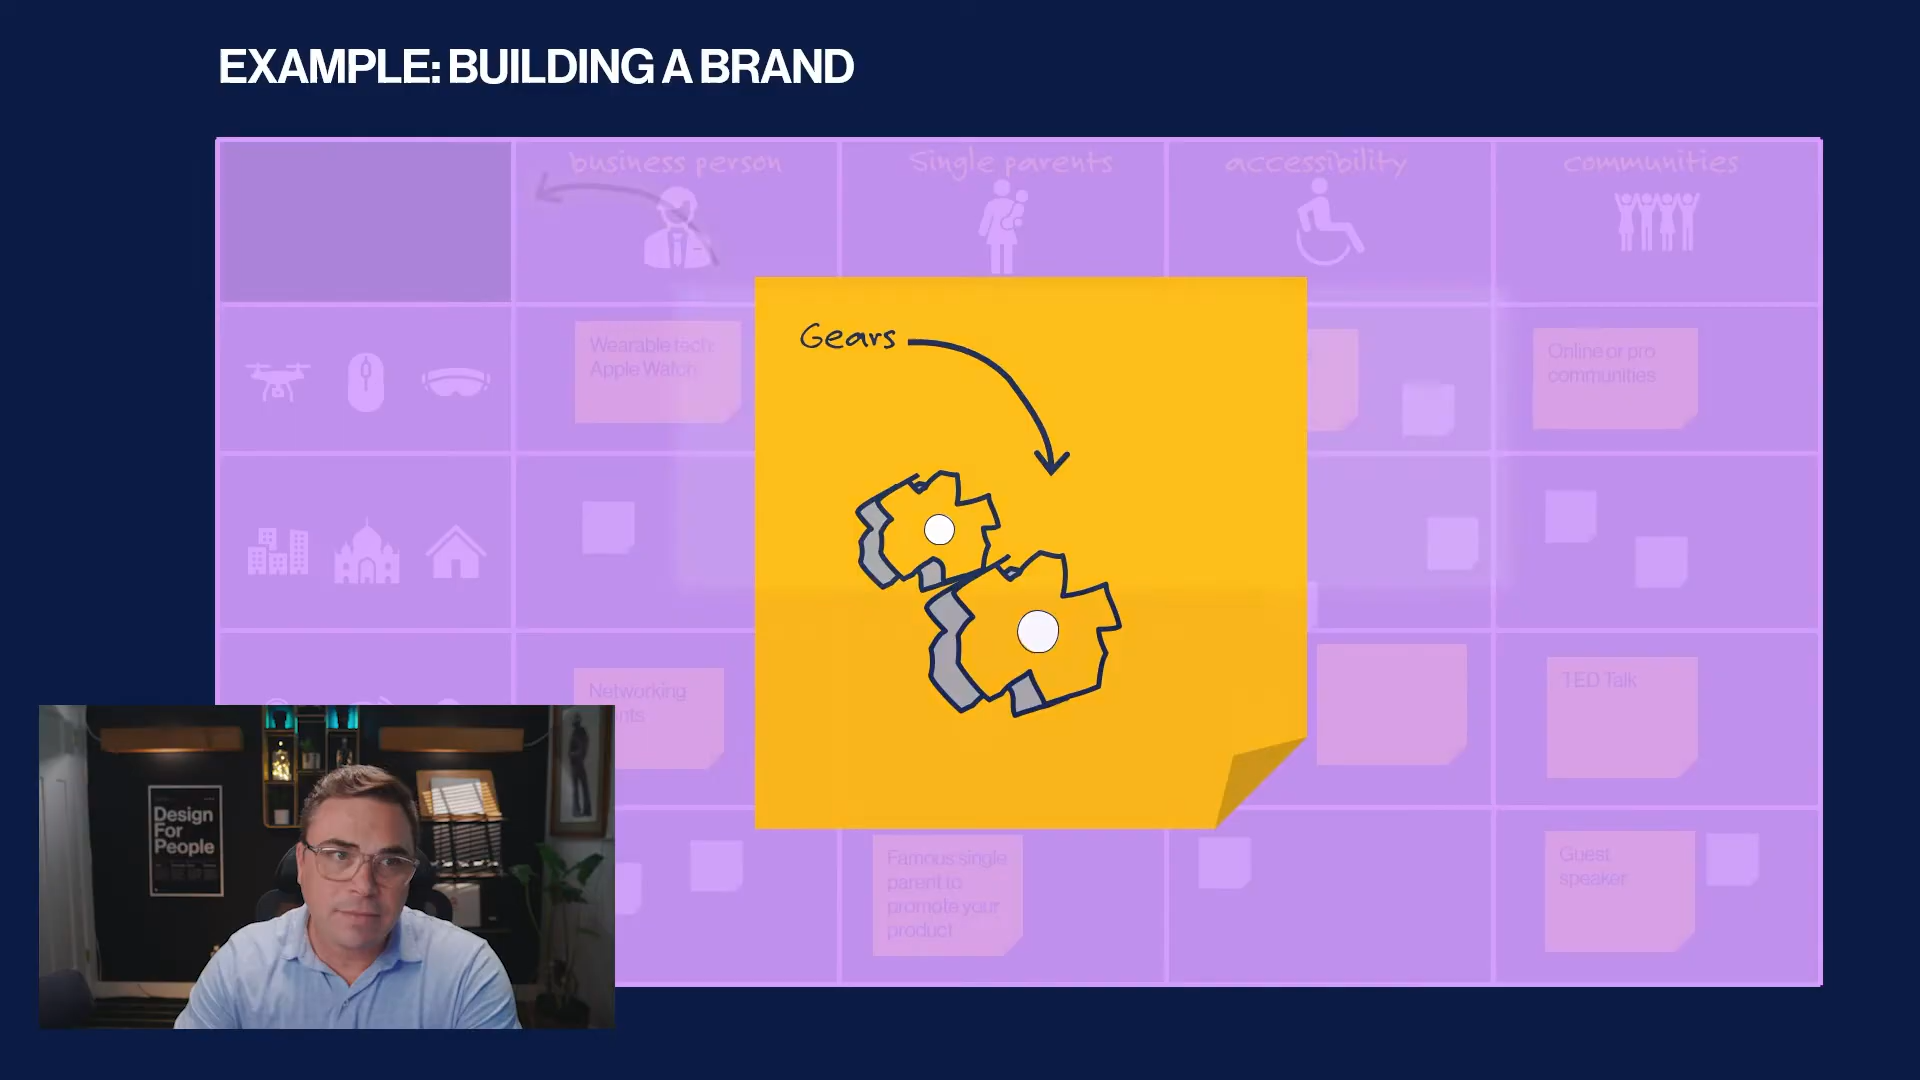 EXAMPLE: BUILDING A BRAND
business person
Single parents
accessibility
communities
Wearable tech:
Apple Watch
Gears
Online or pro
communities
Networking
TED Talk
Famous single
parent to
promote your
product
Guest
speaker
Design
For
People